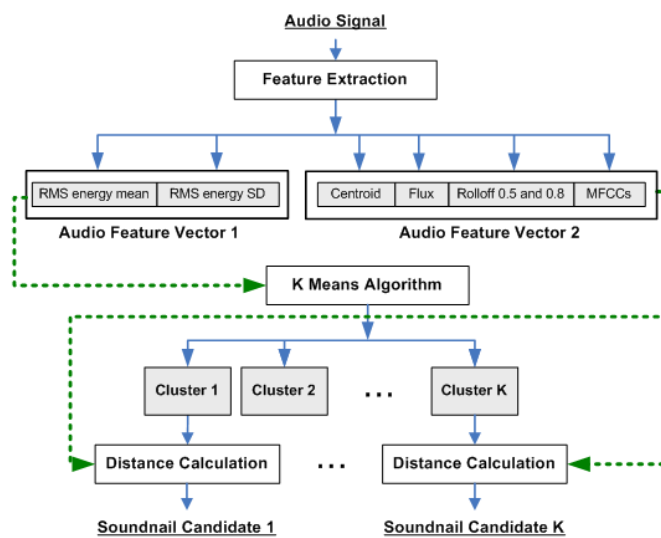 Audio Signal
Feature Extraction
RMS energy mean RMS energy SD Centroid Flux Rolloff 0.5 and 0.8 MFCCs
Audio Feature Vector 1 Audio Feature Vector 2
K Means Algorithm
Cluster 1 Cluster 2 ... Cluster K
Distance Calculation ... Distance Calculation
Soundnail Candidate 1 Soundnail Candidate K